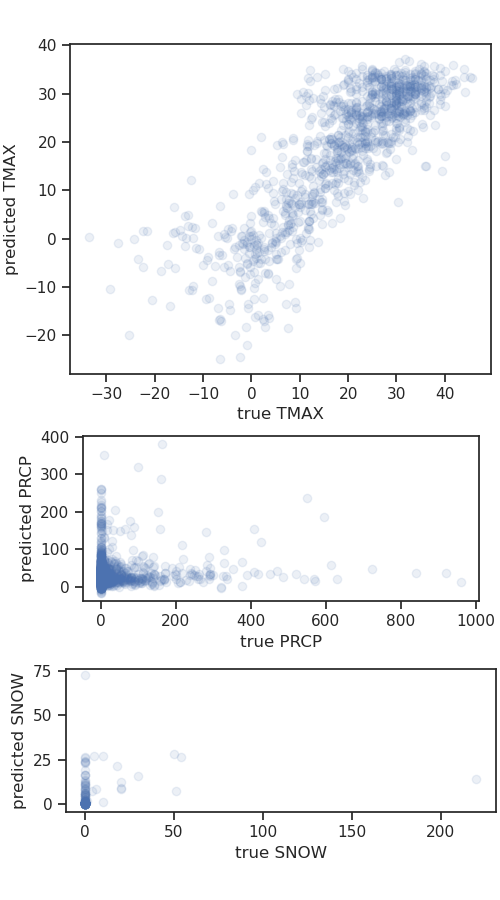 40
30
20
10
0
−10
−20
predicted TMAX
−30 −20 −10 0 10 20 30 40
true TMAX
400
300
200
100
0
predicted PRCP
0 200 400 600 800 1000
true PRCP
75
50
25
0
predicted SNOW
0 50 100 150 200
true SNOW